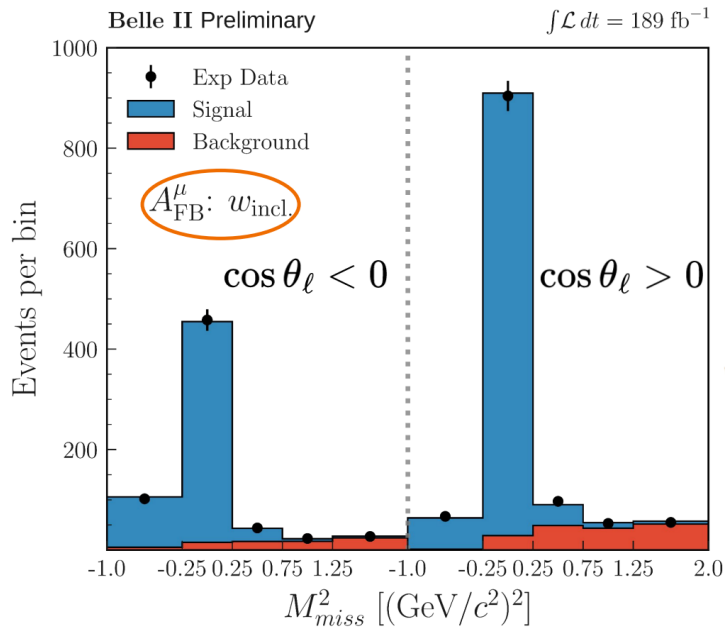 Belle II Preliminary ∫ℒ dt = 189 fb⁻¹
1000
Exp Data
Signal
Background
800
A_FB^μ: w_incl.
600
cos θ_ℓ < 0 cos θ_ℓ > 0
400
200
Events per bin
-1.0 -0.25 0.25 0.75 1.25 -1.0 -0.25 0.25 0.75 1.25 2.0
M²_miss [(GeV/c²)²]